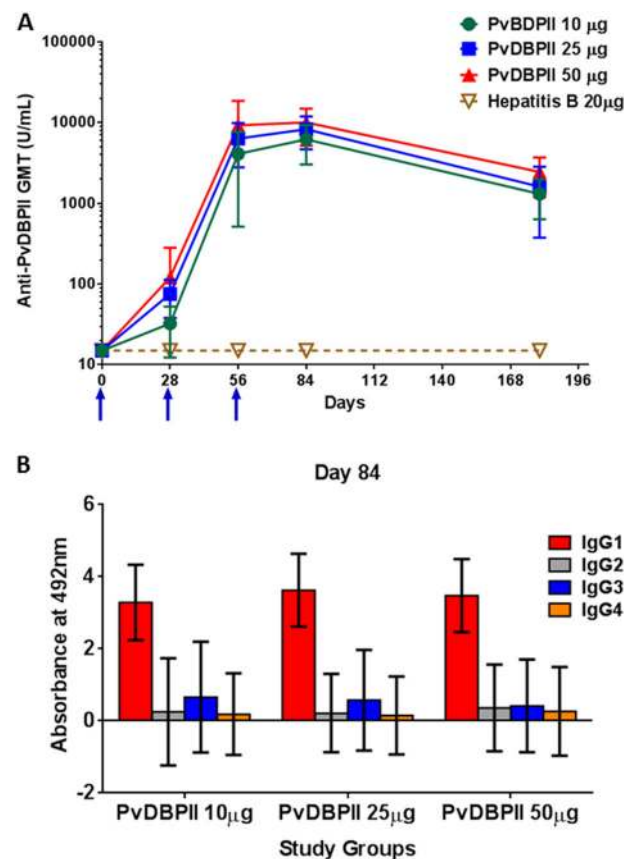 A
PvBDPII 10 μg
PvDBPII 25 μg
PvDBPII 50 μg
Hepatitis B 20μg
Anti-PvDBPII GMT (U/mL)
100000
10000
1000
100
10
0 28 56 84 112 140 168 196
Days
B
Day 84
Absorbance at 492nm
6
4
2
0
-2
IgG1
IgG2
IgG3
IgG4
PvDBPII 10μg PvDBPII 25μg PvDBPII 50μg
Study Groups